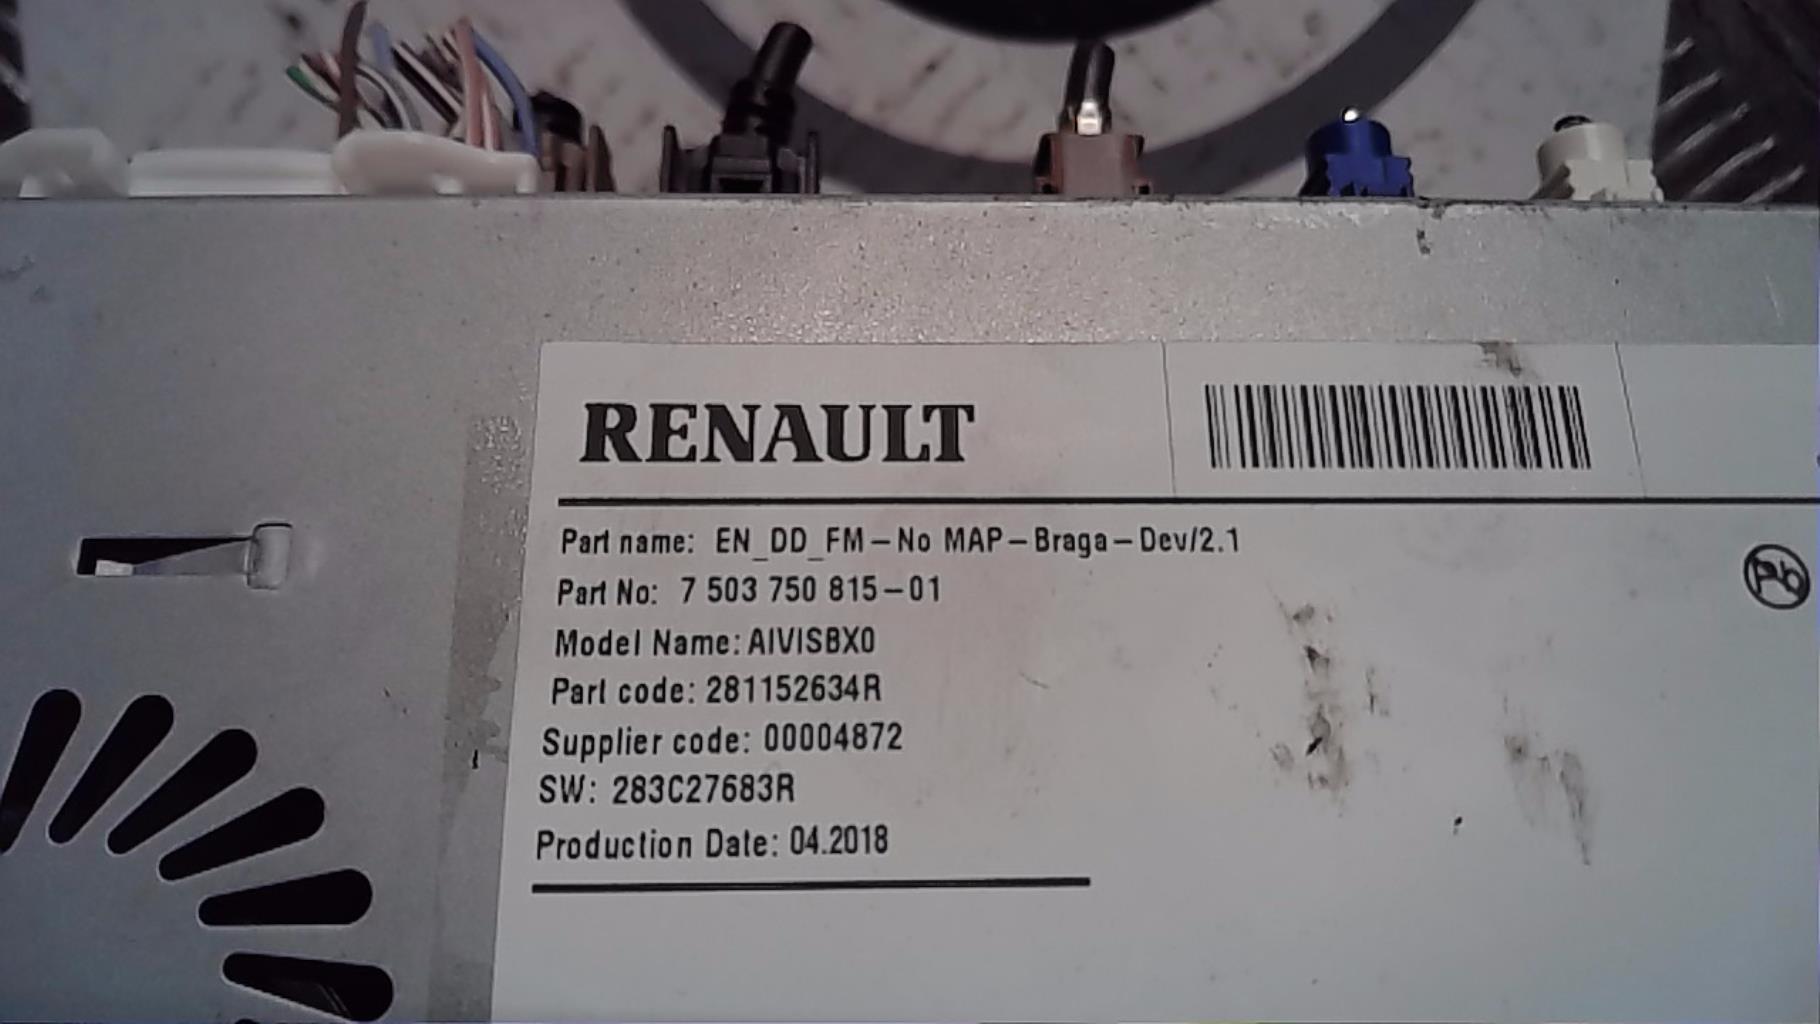 RENAULT
Part name: EN_DD_FM-No MAP-Braga-Dev/2.1
Part No: 7 503 750 815-01
Pb
Model Name: AIVISBX0
Part code: 281152634R
Supplier code: 00004872
SW: 283C27683R
Production Date: 04.2018